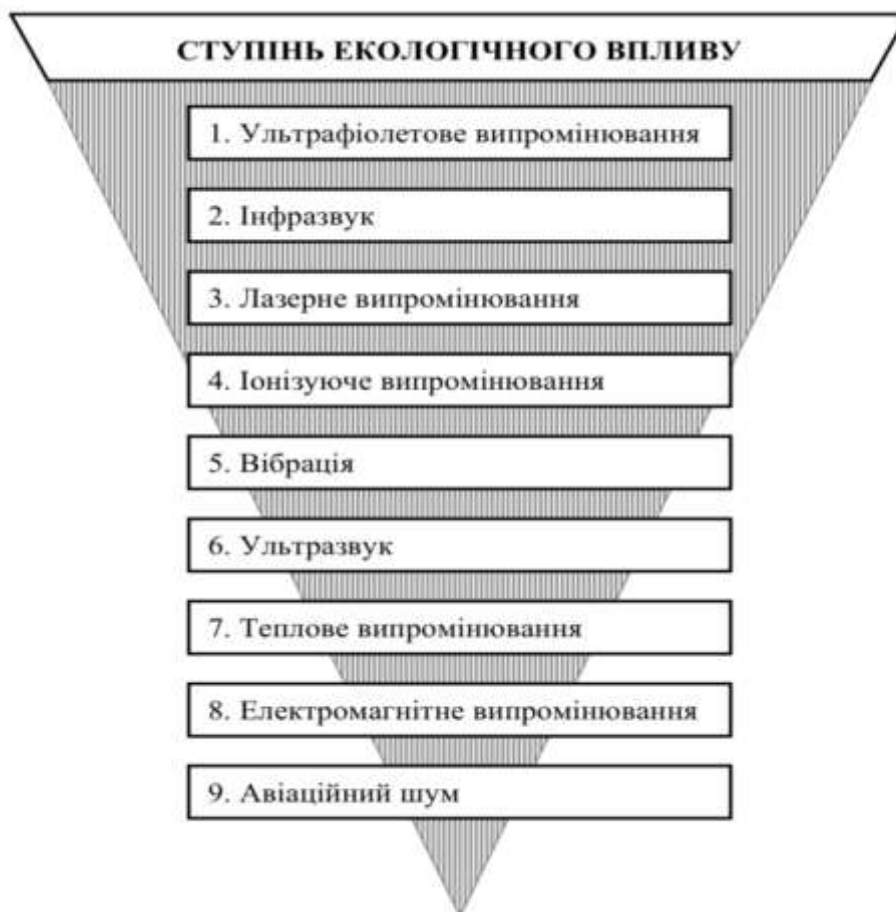 СТУПІНЬ ЕКОЛОГІЧНОГО ВПЛИВУ
1. Ультрафіолетове випромінювання
2. Інфразвук
3. Лазерне випромінювання
4. Іонізуюче випромінювання
5. Вібрація
6. Ультразвук
7. Теплове випромінювання
8. Електромагнітне випромінювання
9. Авіаційний шум